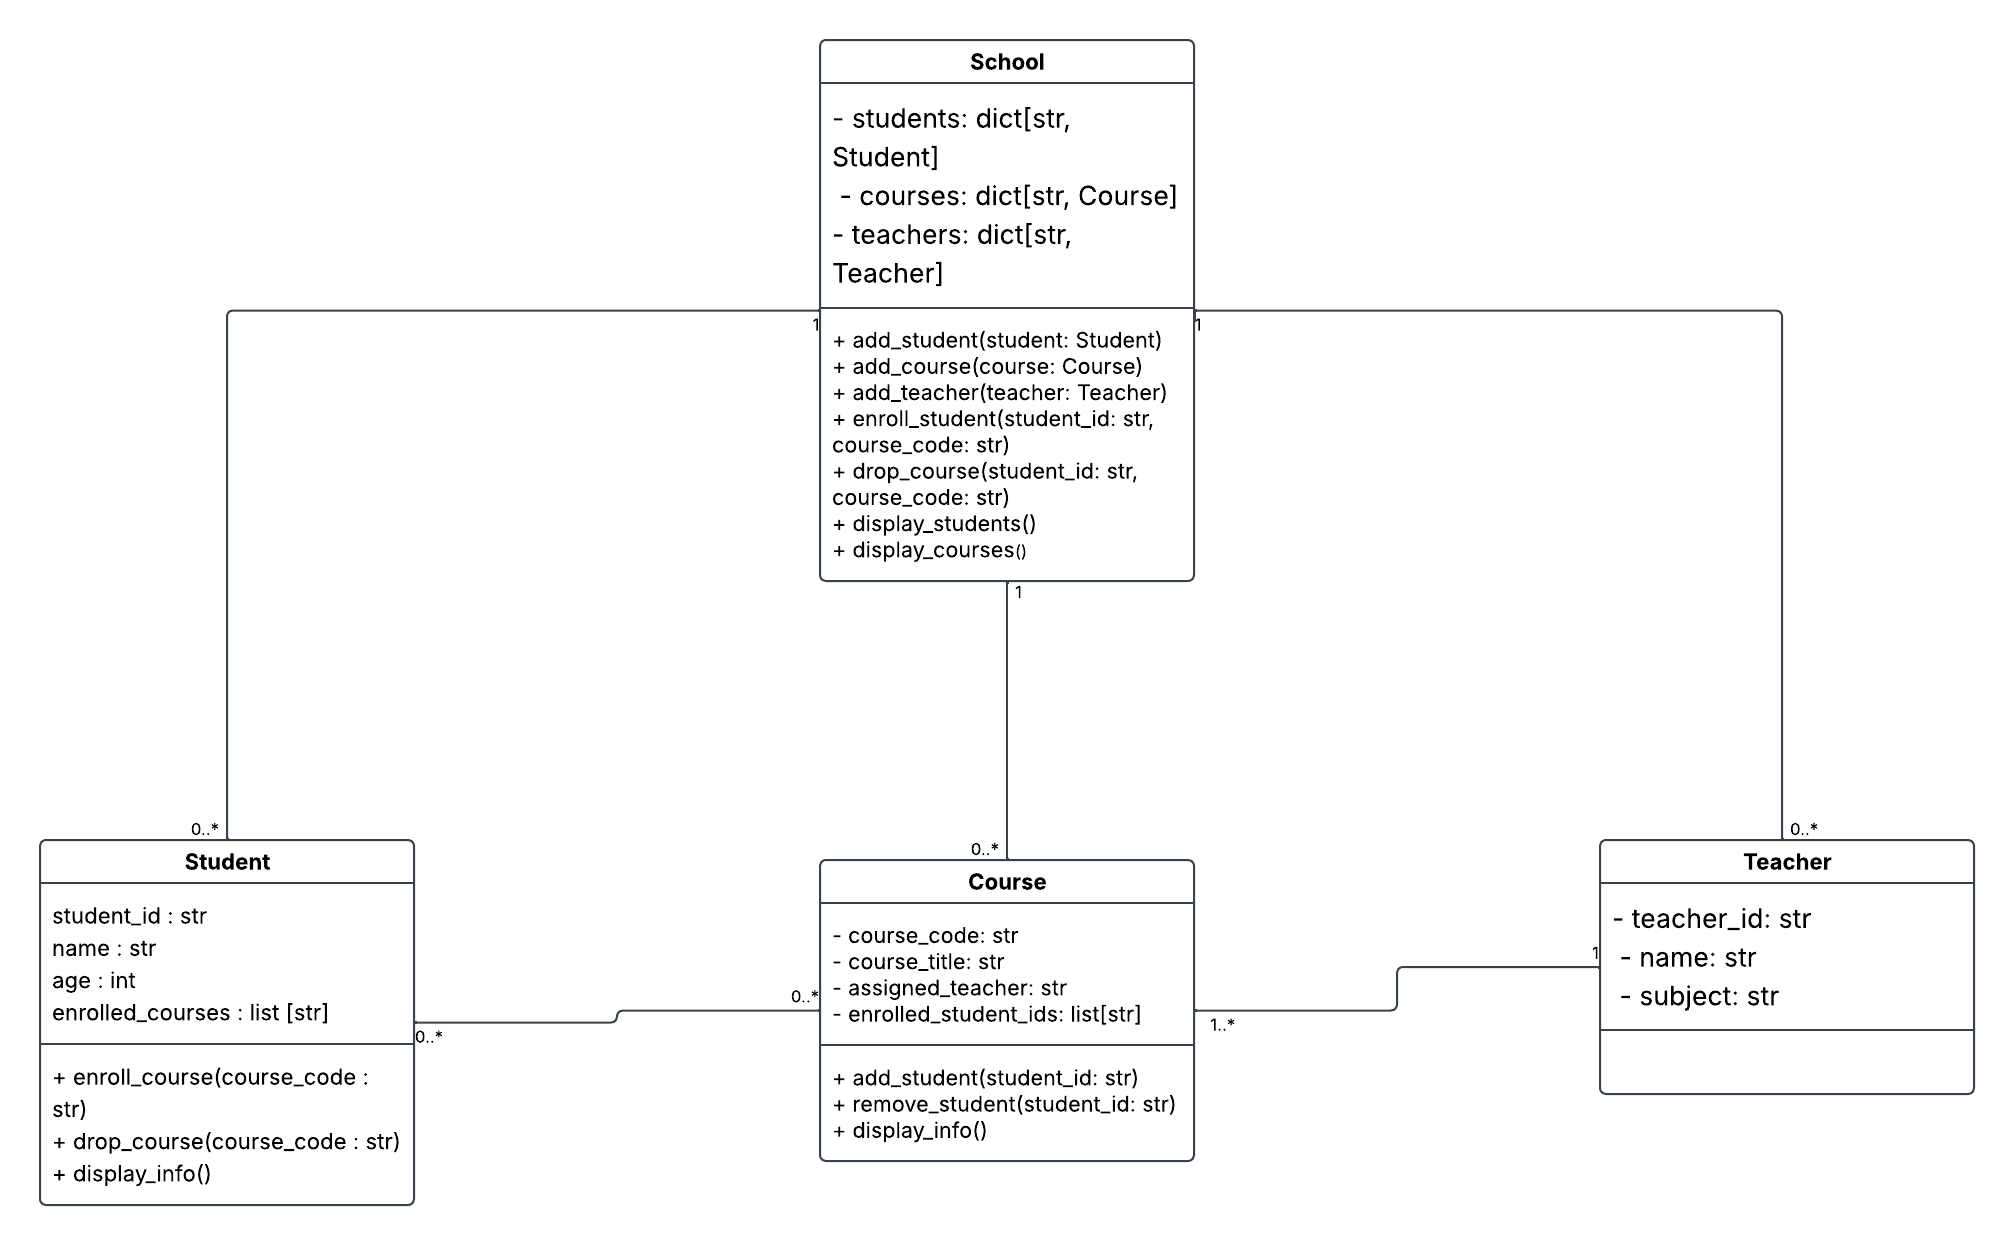 School
- students: dict[str,
Student]
- courses: dict[str, Course]
- teachers: dict[str,
Teacher]
1
1
+ add_student(student: Student)
+ add_course(course: Course)
+ add_teacher(teacher: Teacher)
+ enroll_student(student_id: str,
course_code: str)
+ drop_course(student_id: str,
course_code: str)
+ display_students()
+ display_courses()
1
0..*
0..*
0..*
Student
student_id : str
name : str
age : int
enrolled_courses : list [str]
+ enroll_course(course_code :
str)
+ drop_course(course_code : str)
+ display_info()
0..*
0..*
Course
- course_code: str
- course_title: str
- assigned_teacher: str
- enrolled_student_ids: list[str]
+ add_student(student_id: str)
+ remove_student(student_id: str)
+ display_info()
1..*
1
Teacher
- teacher_id: str
- name: str
- subject: str